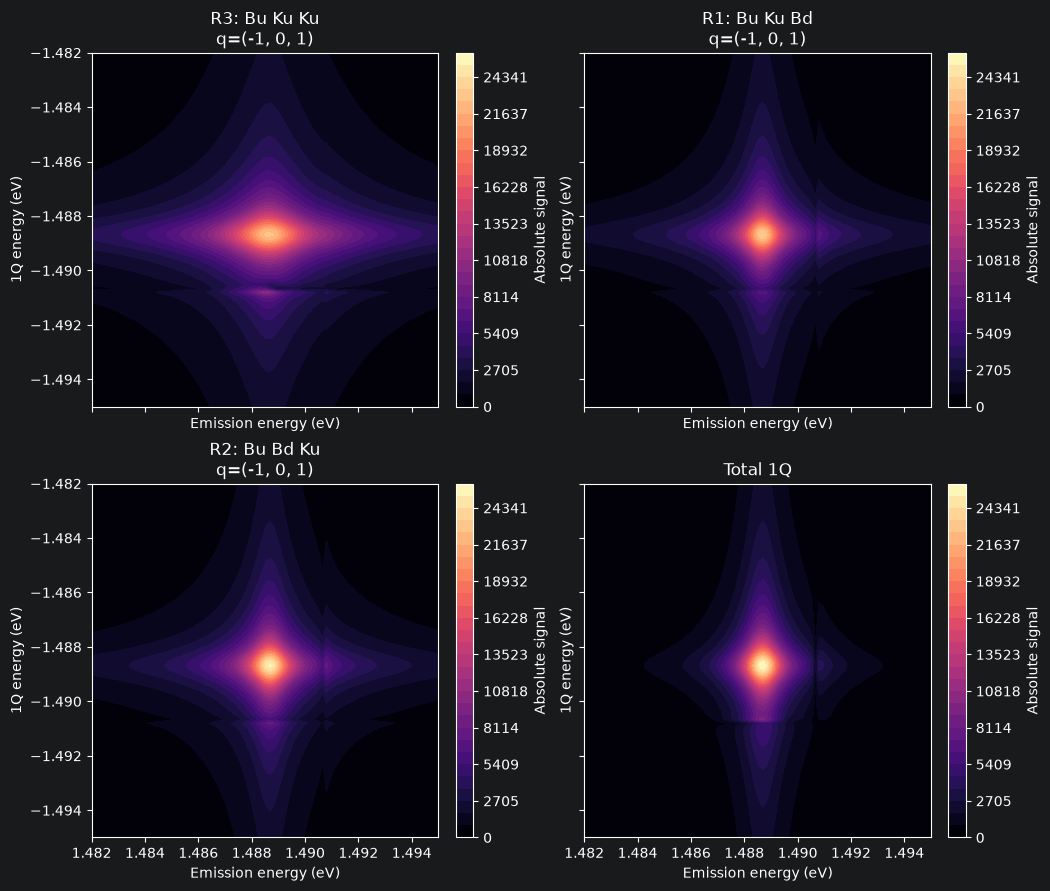 R3: Bu Ku Ku
q=(-1, 0, 1)
R1: Bu Ku Bd
q=(-1, 0, 1)
−1.482
−1.484
−1.486
−1.488
−1.490
−1.492
−1.494
1Q energy (eV)
Emission energy (eV)
24341
21637
18932
16228
13523
10818
8114
5409
2705
0
Absolute signal
1Q energy (eV)
Emission energy (eV)
24341
21637
18932
16228
13523
10818
8114
5409
2705
0
Absolute signal
R2: Bu Bd Ku
q=(-1, 0, 1)
Total 1Q
−1.482
−1.484
−1.486
−1.488
−1.490
−1.492
−1.494
1Q energy (eV)
1.482 1.484 1.486 1.488 1.490 1.492 1.494
Emission energy (eV)
24341
21637
18932
16228
13523
10818
8114
5409
2705
0
Absolute signal
1Q energy (eV)
1.482 1.484 1.486 1.488 1.490 1.492 1.494
Emission energy (eV)
24341
21637
18932
16228
13523
10818
8114
5409
2705
0
Absolute signal